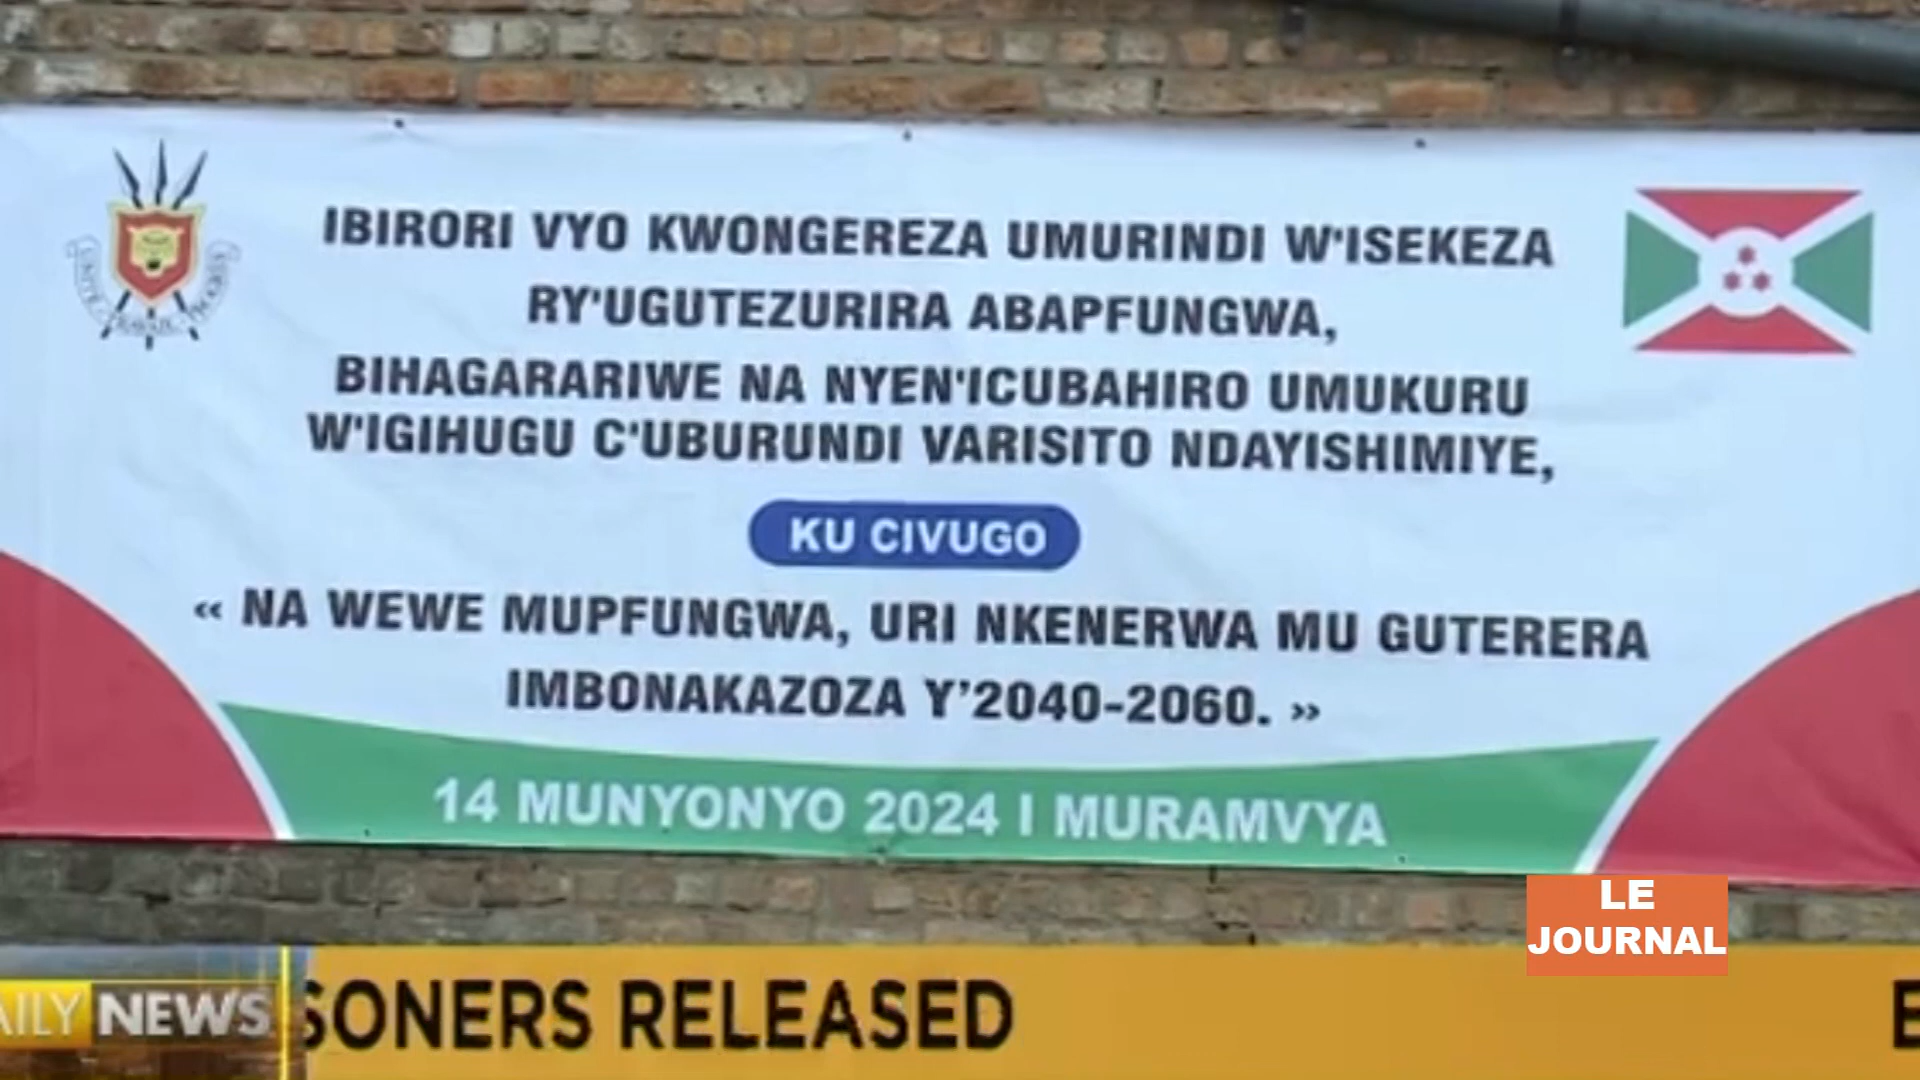 IBIRORI VYO KWONGEREZA UMURINDI W'ISEKEZA
RY'UGUTEZURIRA ABAPFUNGWA,
BIHAGARARIWE NA NYEN'ICUBAHIRO UMUKURU
W'IGIHUGU C'UBURUNDI VARISITO NDAYISHIMIYE,
KU CIVUGO
« NA WEWE MUPFUNGWA, URI NKENERWA MU GUTERERA
IMBONAKAZOZA Y'2040-2060. »
14 MUNYONYO 2024 I MURAMVYA
LE
JOURNAL
AILY NEWS
SONERS RELEASED